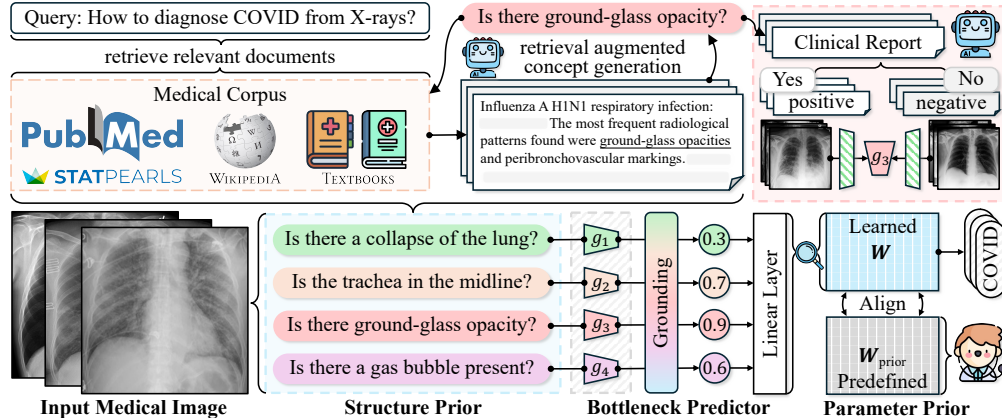 Query: How to diagnose COVID from X-rays?
retrieve relevant documents
Medical Corpus
PubMed
STATPEARLS
WIKIPEDIA
TEXTBOOKS
Is there ground-glass opacity?
retrieval augmented
concept generation
AI
Influenza A H1N1 respiratory infection:
The most frequent radiological
patterns found were ground-glass opacities
and peribronchovascular markings.
Clinical Report
AI
Yes
positive
No
negative
g3
Is there a collapse of the lung?
Is the trachea in the midline?
Is there ground-glass opacity?
Is there a gas bubble present?
g1
g2
g3
g4
Grounding
0.3
0.7
0.9
0.6
Linear Layer
Learned
W
COVID
Align
Wprior
Predefined
Input Medical Image
Structure Prior
Bottleneck Predictor
Parameter Prior